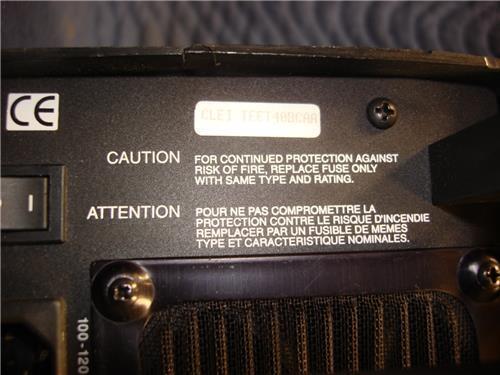 CE
CLEI TEET40BCAA
CAUTION
FOR CONTINUED PROTECTION AGAINST
RISK OF FIRE, REPLACE FUSE ONLY
WITH SAME TYPE AND RATING.
ATTENTION
POUR NE PAS COMPROMETTRE LA
PROTECTION CONTRE LE RISQUE D'INCENDIE
REMPLACER PAR UN FUSIBLE DE MEMES
TYPE ET CARACTERISTIQUE NOMINALES.
I
100-120